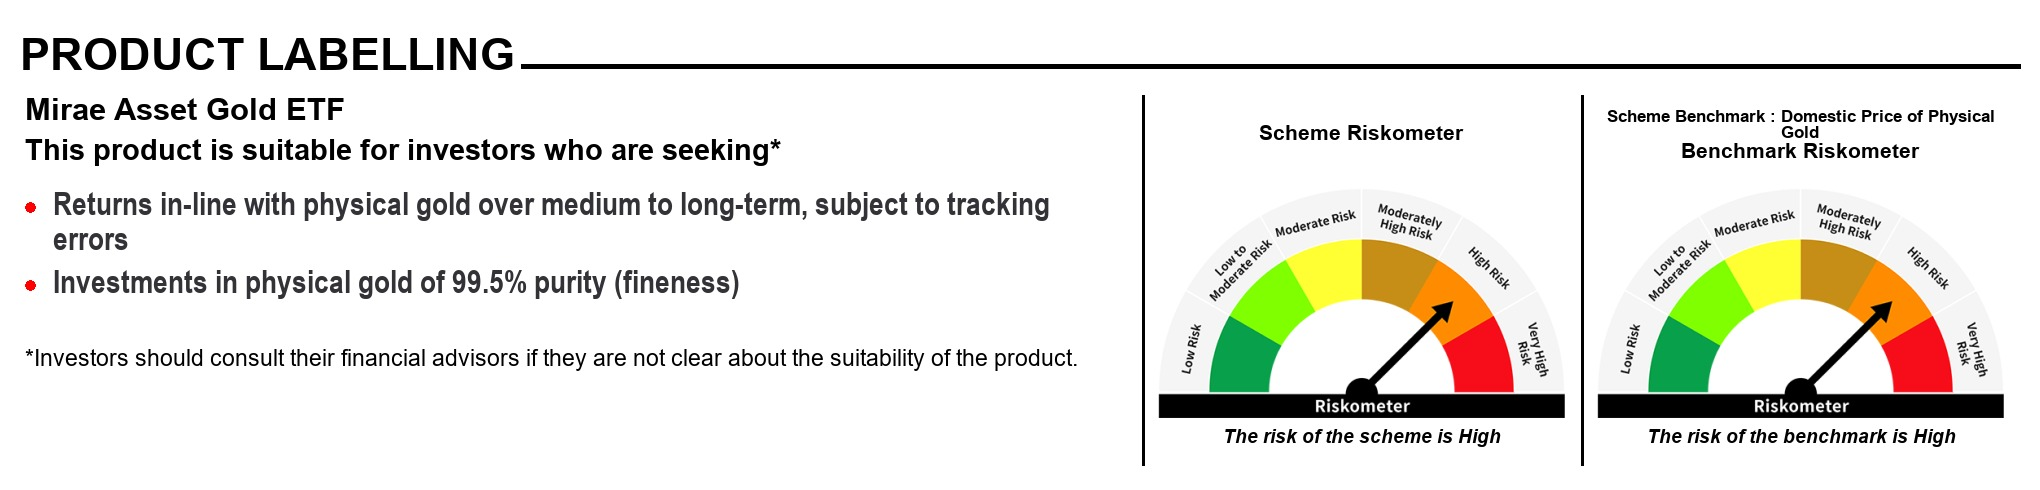 PRODUCT LABELLING
Mirae Asset Gold ETF
This product is suitable for investors who are seeking*
• Returns in-line with physical gold over medium to long-term, subject to tracking
errors
• Investments in physical gold of 99.5% purity (fineness)
*Investors should consult their financial advisors if they are not clear about the suitability of the product.
Scheme Riskometer
Low Risk
Low to
Moderate Risk
Moderate Risk
Moderately
High Risk
High Risk
Very High
Risk
Riskometer
The risk of the scheme is High
Scheme Benchmark : Domestic Price of Physical
Gold
Benchmark Riskometer
Low Risk
Low to
Moderate Risk
Moderate Risk
Moderately
High Risk
High Risk
Very High
Risk
Riskometer
The risk of the benchmark is High